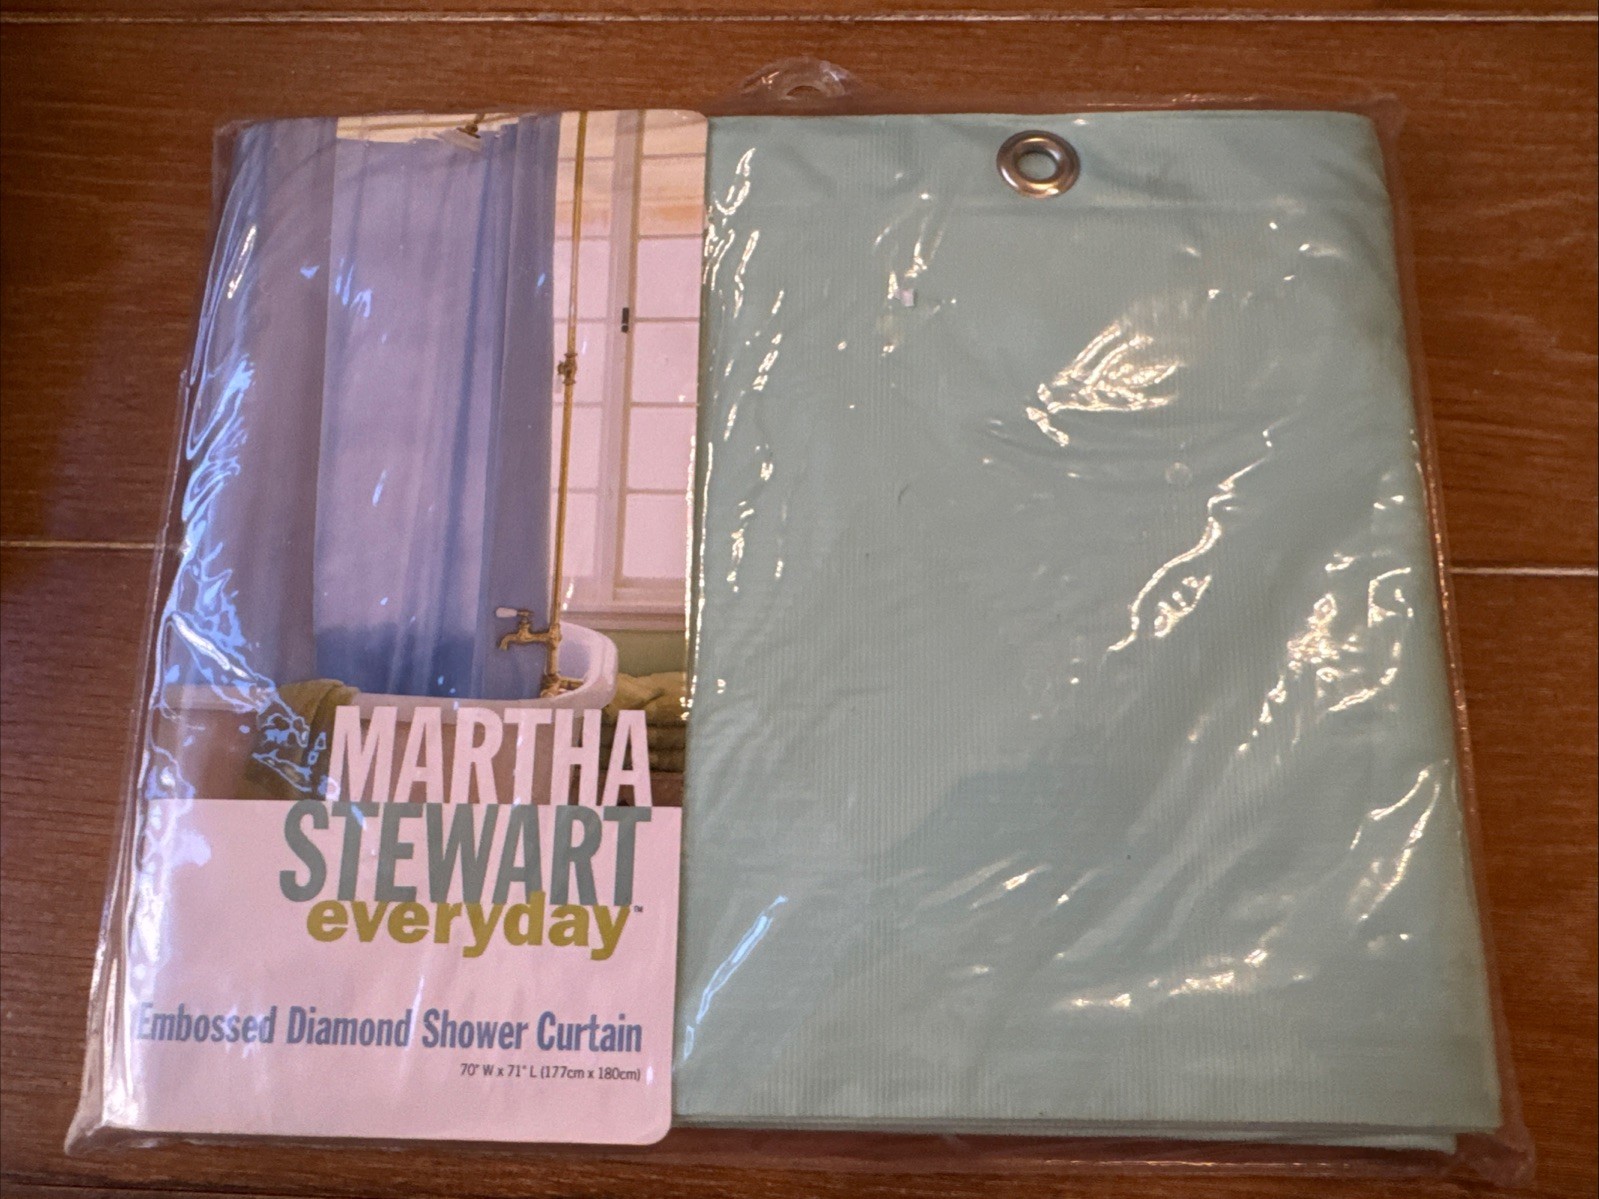 MARTHA
STEWART
everyday™
Embossed Diamond Shower Curtain
70" W x 71" L (177cm x 180cm)